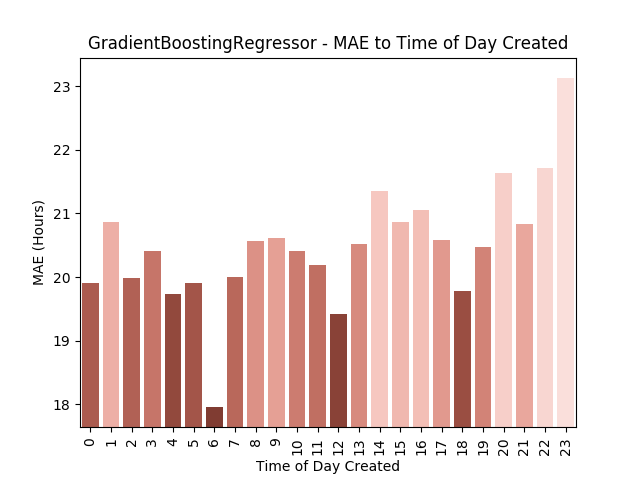 GradientBoostingRegressor - MAE to Time of Day Created
23
22
21
20
19
18
MAE (Hours)
0 1 2 3 4 5 6 7 8 9 10 11 12 13 14 15 16 17 18 19 20 21 22 23
Time of Day Created